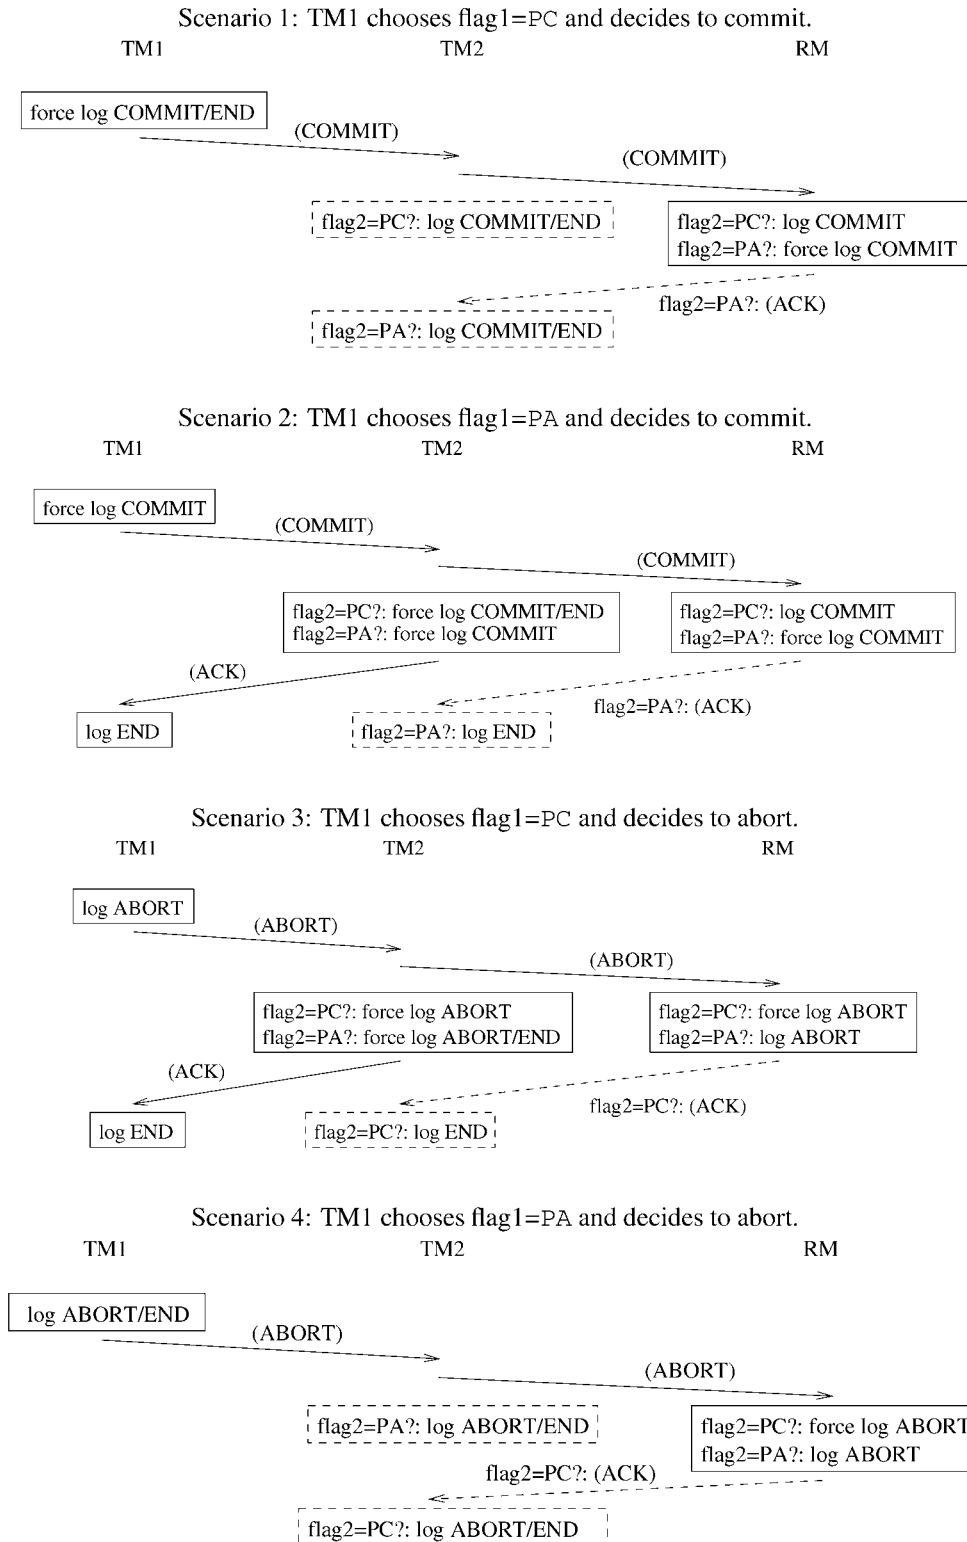 Scenario 1: TM1 chooses flag1=PC and decides to commit.
TM1 TM2 RM
force log COMMIT/END
(COMMIT)
(COMMIT)
flag2=PC?: log COMMIT/END
flag2=PC?: log COMMIT
flag2=PA?: force log COMMIT
flag2=PA?: (ACK)
flag2=PA?: log COMMIT/END
Scenario 2: TM1 chooses flag1=PA and decides to commit.
TM1 TM2 RM
force log COMMIT
(COMMIT)
(COMMIT)
flag2=PC?: force log COMMIT/END
flag2=PA?: force log COMMIT
flag2=PC?: log COMMIT
flag2=PA?: force log COMMIT
(ACK)
flag2=PA?: (ACK)
log END
flag2=PA?: log END
Scenario 3: TM1 chooses flag1=PC and decides to abort.
TM1 TM2 RM
log ABORT
(ABORT)
(ABORT)
flag2=PC?: force log ABORT
flag2=PA?: force log ABORT/END
flag2=PC?: force log ABORT
flag2=PA?: log ABORT
(ACK)
flag2=PC?: (ACK)
log END
flag2=PC?: log END
Scenario 4: TM1 chooses flag1=PA and decides to abort.
TM1 TM2 RM
log ABORT/END
(ABORT)
(ABORT)
flag2=PA?: log ABORT/END
flag2=PC?: force log ABORT
flag2=PA?: log ABORT
flag2=PC?: (ACK)
flag2=PC?: log ABORT/END